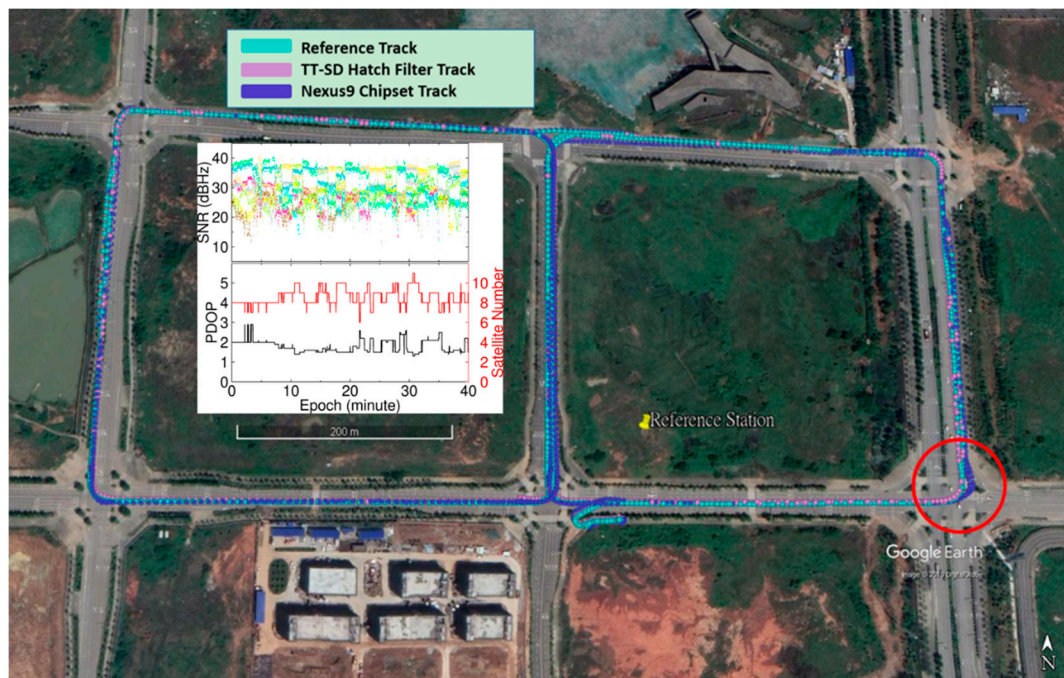 Reference Track
TT-SD Hatch Filter Track
Nexus9 Chipset Track
SNR (dBHz)
40
30
20
10
PDOP
5
4
3
2
1
0
10
8
6
4
2
0
Satellite Number
0 10 20 30 40
Epoch (minute)
200 m
Reference Station
Google Earth
N